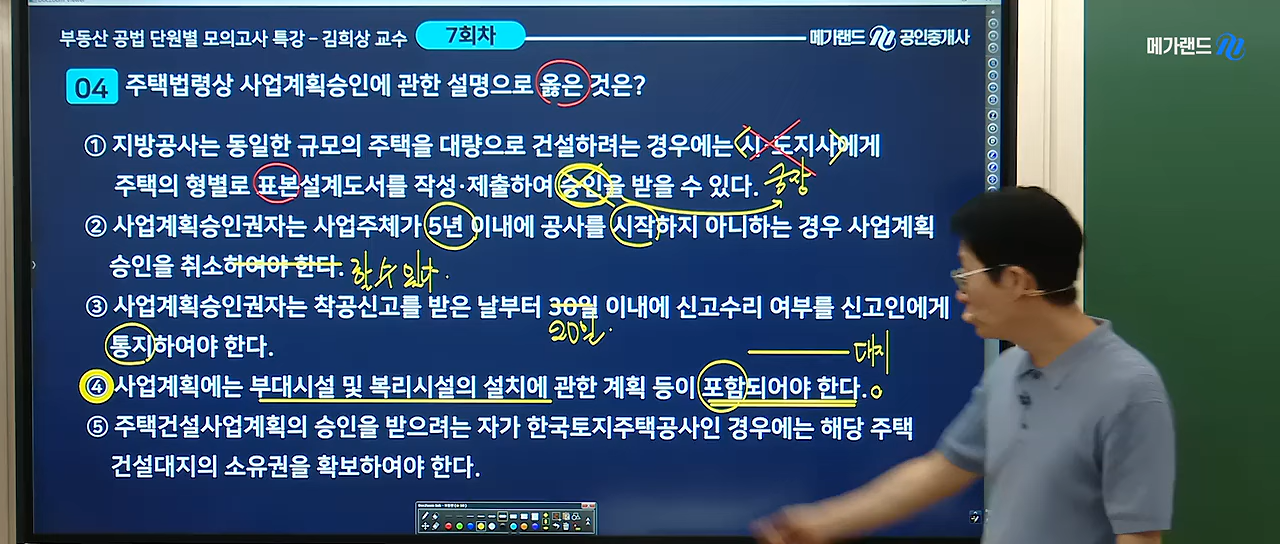 부동산 공법 단원별 모의고사 특강 – 김희상 교수 7회차 메가랜드 공인중개사
메가랜드
04 주택법령상 사업계획승인에 관한 설명으로 옳은 것은?
① 지방공사는 동일한 규모의 주택을 대량으로 건설하려는 경우에는 시·도지사에게
주택의 형별로 표본설계도서를 작성·제출하여 승인을 받을 수 있다. 국장
② 사업계획승인권자는 사업주체가 5년 이내에 공사를 시작하지 아니하는 경우 사업계획
승인을 취소하여야 한다. 할 수 있다.
③ 사업계획승인권자는 착공신고를 받은 날부터 30일 이내에 신고수리 여부를 신고인에게
20일.
통지하여야 한다.
대지
④ 사업계획에는 부대시설 및 복리시설의 설치에 관한 계획 등이 포함되어야 한다.
⑤ 주택건설사업계획의 승인을 받으려는 자가 한국토지주택공사인 경우에는 해당 주택
건설대지의 소유권을 확보하여야 한다.